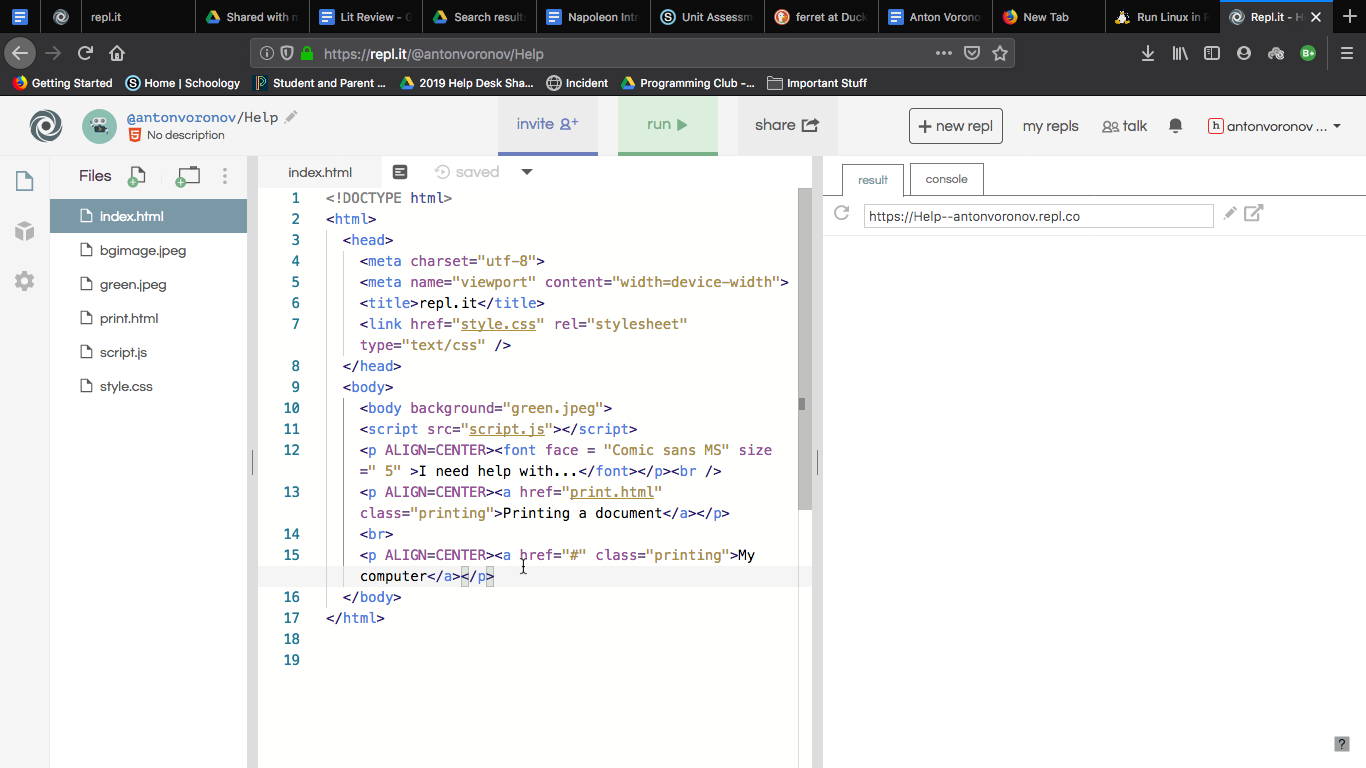 repl.it
Shared with m
Lit Review - G
Search results
Napoleon Intr
Unit Assessm
ferret at Duck
Anton Vorono
New Tab
Run Linux in
Repl.it - H
https://repl.it/@antonvoronov/Help
Getting Started
Home | Schoology
Student and Parent ...
2019 Help Desk Sha...
Incident
Programming Club -...
Important Stuff
@antonvoronov/Help
No description
invite
run
share
+ new repl
my repls
talk
h antonvoronov ...
Files
index.html
bgimage.jpeg
green.jpeg
print.html
script.js
style.css
index.html
saved
1 <!DOCTYPE html>
2 <html>
3 <head>
4 <meta charset="utf-8">
5 <meta name="viewport" content="width=device-width">
6 <title>repl.it</title>
7 <link href="style.css" rel="stylesheet"
type="text/css" />
8 </head>
9 <body>
10 <body background="green.jpeg">
11 <script src="script.js"></script>
12 <p ALIGN=CENTER><font face = "Comic sans MS" size
=" 5" >I need help with...</font></p><br />
13 <p ALIGN=CENTER><a href="print.html"
class="printing">Printing a document</a></p>
14 <br>
15 <p ALIGN=CENTER><a href="#" class="printing">My
computer</a></p>
16 </body>
17 </html>
18
19
result
console
https://Help--antonvoronov.repl.co
?